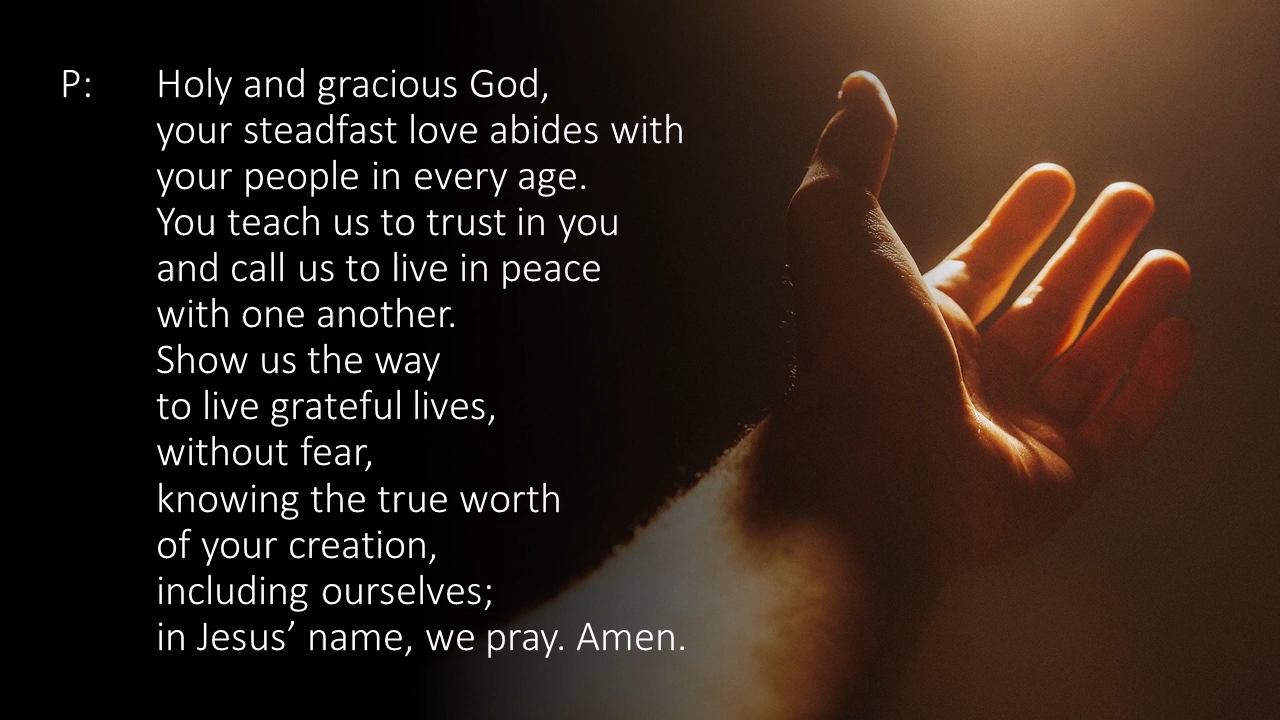 P: Holy and gracious God,
your steadfast love abides with
your people in every age.
You teach us to trust in you
and call us to live in peace
with one another.
Show us the way
to live grateful lives,
without fear,
knowing the true worth
of your creation,
including ourselves;
in Jesus’ name, we pray. Amen.